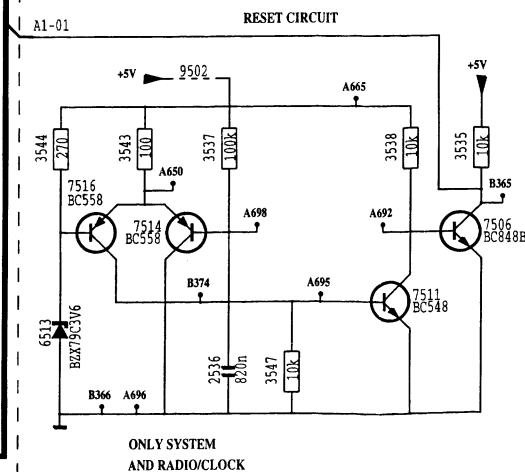 RESET CIRCUIT
A1-01
+5V
9502
+5V
A665
3544
270
3543
100
3537
100k
3538
10k
3535
10k
A650
B365
7516
BC558
7514
BC558
A698
A692
7506
BC848B
B374
A695
7511
BC548
6513
BZX79C3V6
2536
820n
3547
10k
B366
A696
ONLY SYSTEM
AND RADIO/CLOCK